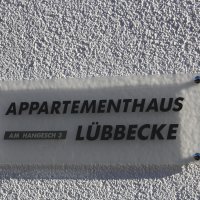 APPARTEMENTHAUS
AM HANGESCH 3 LÜBBECKE